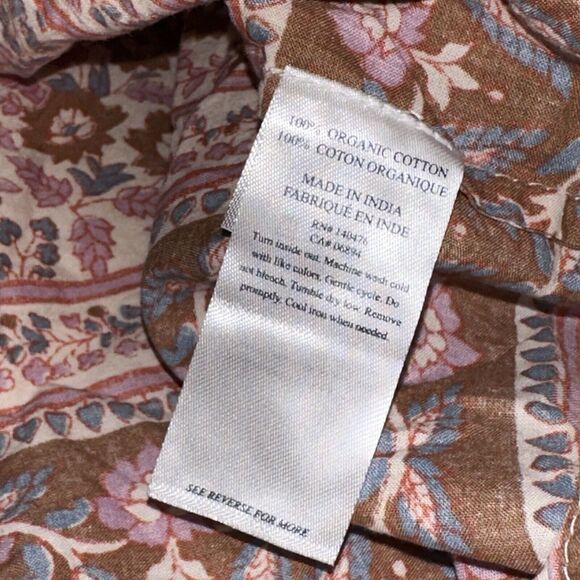 100% ORGANIC COTTON
100% COTON ORGANIQUE
MADE IN INDIA
FABRIQUÉ EN INDE
RN# 140476
CA# 06894
Turn inside out. Machine wash cold
with like colors. Gentle cycle. Do
not bleach. Tumble dry low. Remove
promptly. Cool iron when needed.
SEE REVERSE FOR MORE